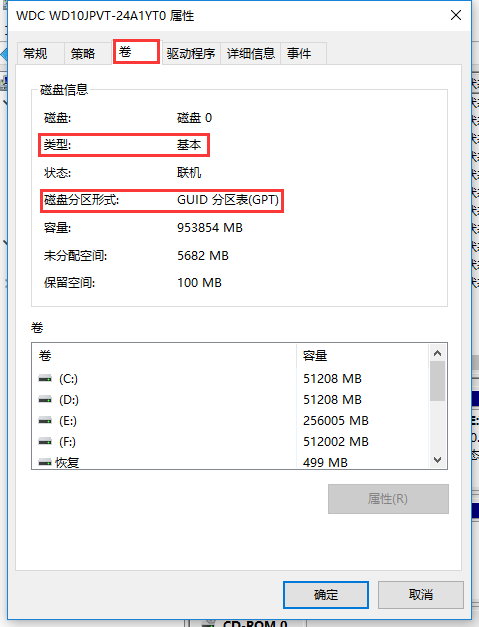 WDC WD10JPVT-24A1YT0 属性
常规 策略 卷 驱动程序 详细信息 事件
磁盘信息
磁盘: 磁盘 0
类型: 基本
状态: 联机
磁盘分区形式: GUID 分区表(GPT)
容量: 953854 MB
未分配空间: 5682 MB
保留空间: 100 MB
卷
卷 容量
(C:) 51208 MB
(D:) 51208 MB
(E:) 256005 MB
(F:) 512002 MB
恢复 499 MB
属性(R)
确定 取消
CD-ROM 0